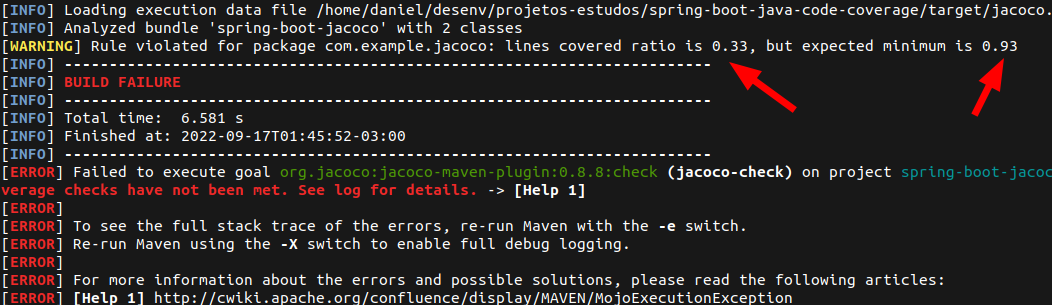 [INFO] Loading execution data file /home/daniel/desenv/projetos-estudos/spring-boot-java-code-coverage/target/jacoco.
[INFO] Analyzed bundle 'spring-boot-jacoco' with 2 classes
[WARNING] Rule violated for package com.example.jacoco: lines covered ratio is 0.33, but expected minimum is 0.93
[INFO] ------------------------------------------------------------------------
[INFO] BUILD FAILURE
[INFO] ------------------------------------------------------------------------
[INFO] Total time:  6.581 s
[INFO] Finished at: 2022-09-17T01:45:52-03:00
[INFO] ------------------------------------------------------------------------
[ERROR] Failed to execute goal org.jacoco:jacoco-maven-plugin:0.8.8:check (jacoco-check) on project spring-boot-jacoc
verage checks have not been met. See log for details. -> [Help 1]
[ERROR]
[ERROR] To see the full stack trace of the errors, re-run Maven with the -e switch.
[ERROR] Re-run Maven using the -X switch to enable full debug logging.
[ERROR]
[ERROR] For more information about the errors and possible solutions, please read the following articles:
[ERROR] [Help 1] http://cwiki.apache.org/confluence/display/MAVEN/MojoExecutionException